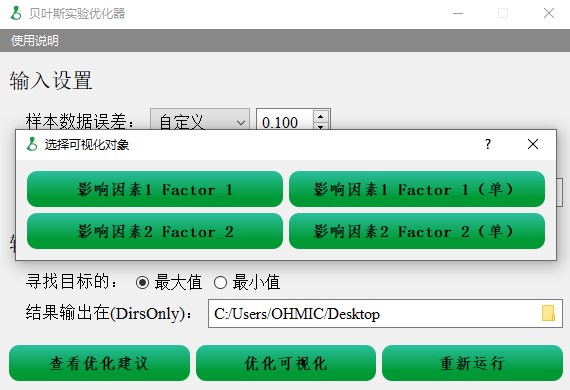 贝叶斯实验优化器
使用说明
输入设置
样本数据误差： 自定义 0.100
选择可视化对象 ?
影响因素1 Factor_1 影响因素1 Factor_1（单）
影响因素2 Factor_2 影响因素2 Factor_2（单）
寻找目标的： 最大值 最小值
结果输出在(DirsOnly)： C:/Users/OHMIC/Desktop
查看优化建议 优化可视化 重新运行